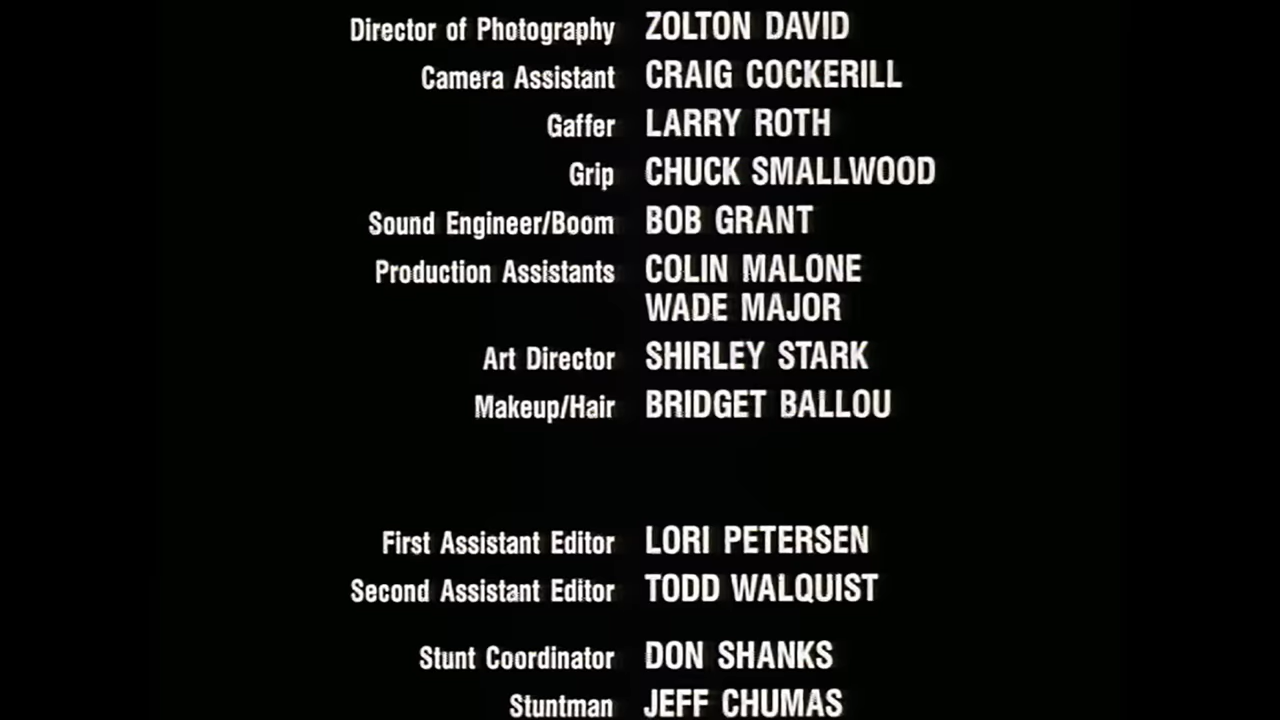 Director of Photography ZOLTON DAVID
Camera Assistant CRAIG COCKERILL
Gaffer LARRY ROTH
Grip CHUCK SMALLWOOD
Sound Engineer/Boom BOB GRANT
Production Assistants COLIN MALONE
WADE MAJOR
Art Director SHIRLEY STARK
Makeup/Hair BRIDGET BALLOU
First Assistant Editor LORI PETERSEN
Second Assistant Editor TODD WALQUIST
Stunt Coordinator DON SHANKS
Stuntman JEFF CHUMAS